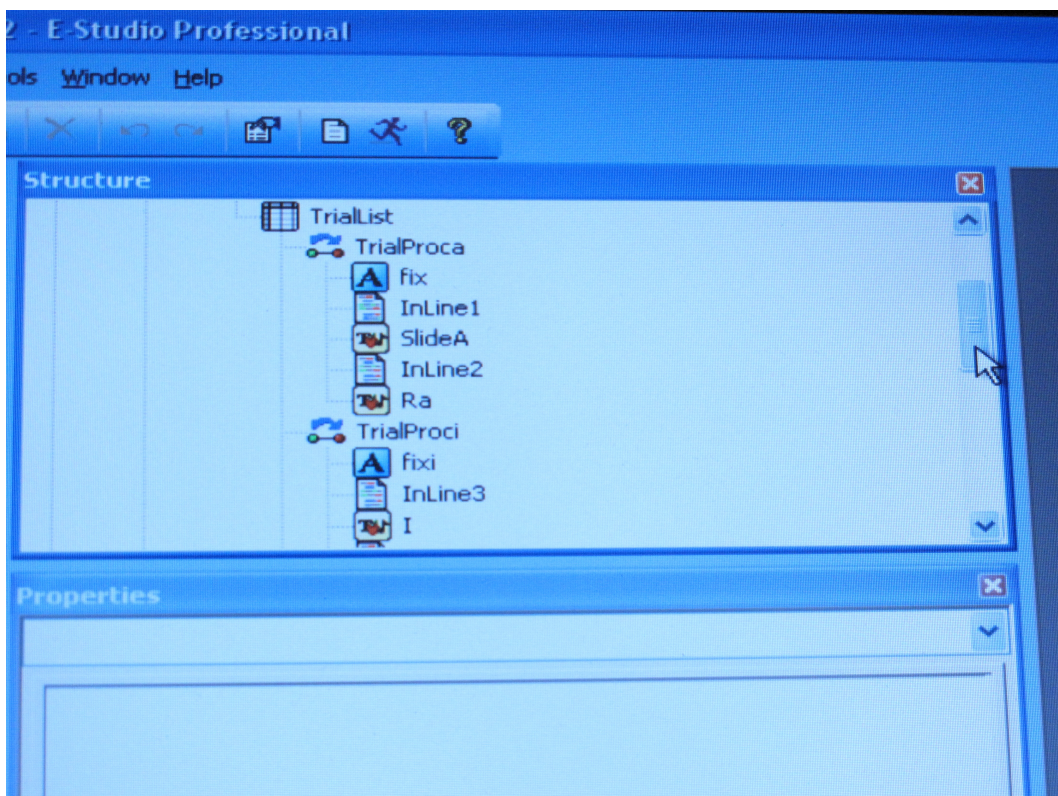 2 - E-Studio Professional
ols Window Help
Structure
TrialList
TrialProca
fix
InLine1
SlideA
InLine2
Ra
TrialProci
fixi
InLine3
I
Properties